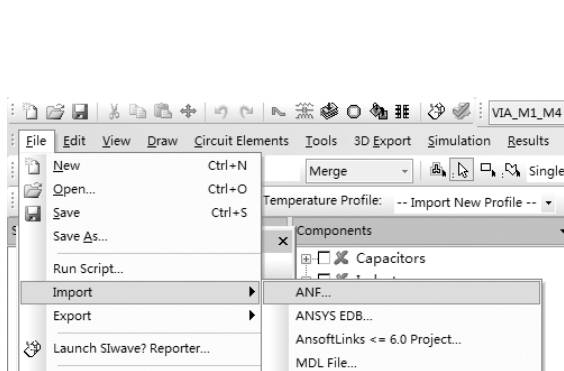 VIA_M1_M4
File Edit View Draw Circuit Elements Tools 3D Export Simulation Results
New Ctrl+N
Merge
Single
Open... Ctrl+O
Temperature Profile: -- Import New Profile --
Save Ctrl+S
Save As...
Components
Capacitors
Run Script...
Import
ANF...
Export
ANSYS EDB...
AnsoftLinks <= 6.0 Project...
Launch SIwave? Reporter...
MDL File...